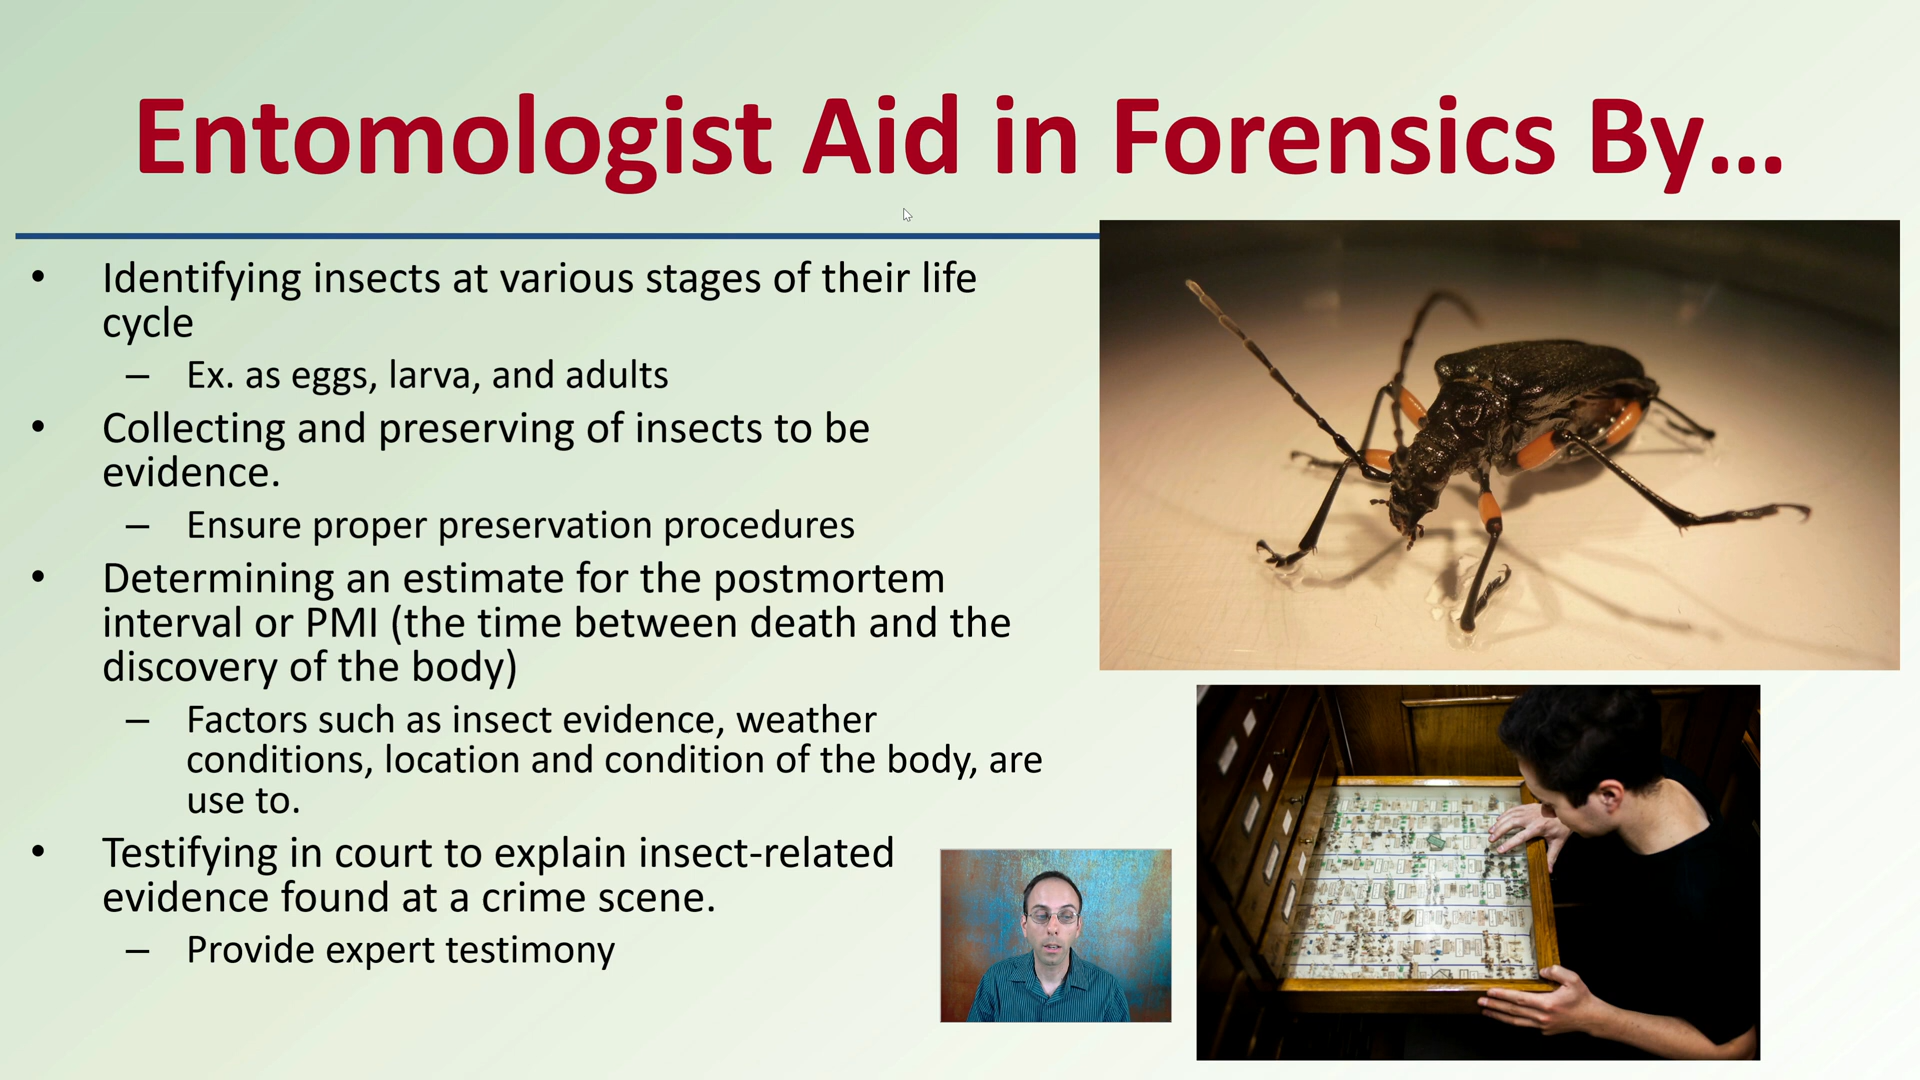 Entomologist Aid in Forensics By...
• Identifying insects at various stages of their life
cycle
– Ex. as eggs, larva, and adults
• Collecting and preserving of insects to be
evidence.
– Ensure proper preservation procedures
• Determining an estimate for the postmortem
interval or PMI (the time between death and the
discovery of the body)
– Factors such as insect evidence, weather
conditions, location and condition of the body, are
use to.
• Testifying in court to explain insect-related
evidence found at a crime scene.
– Provide expert testimony